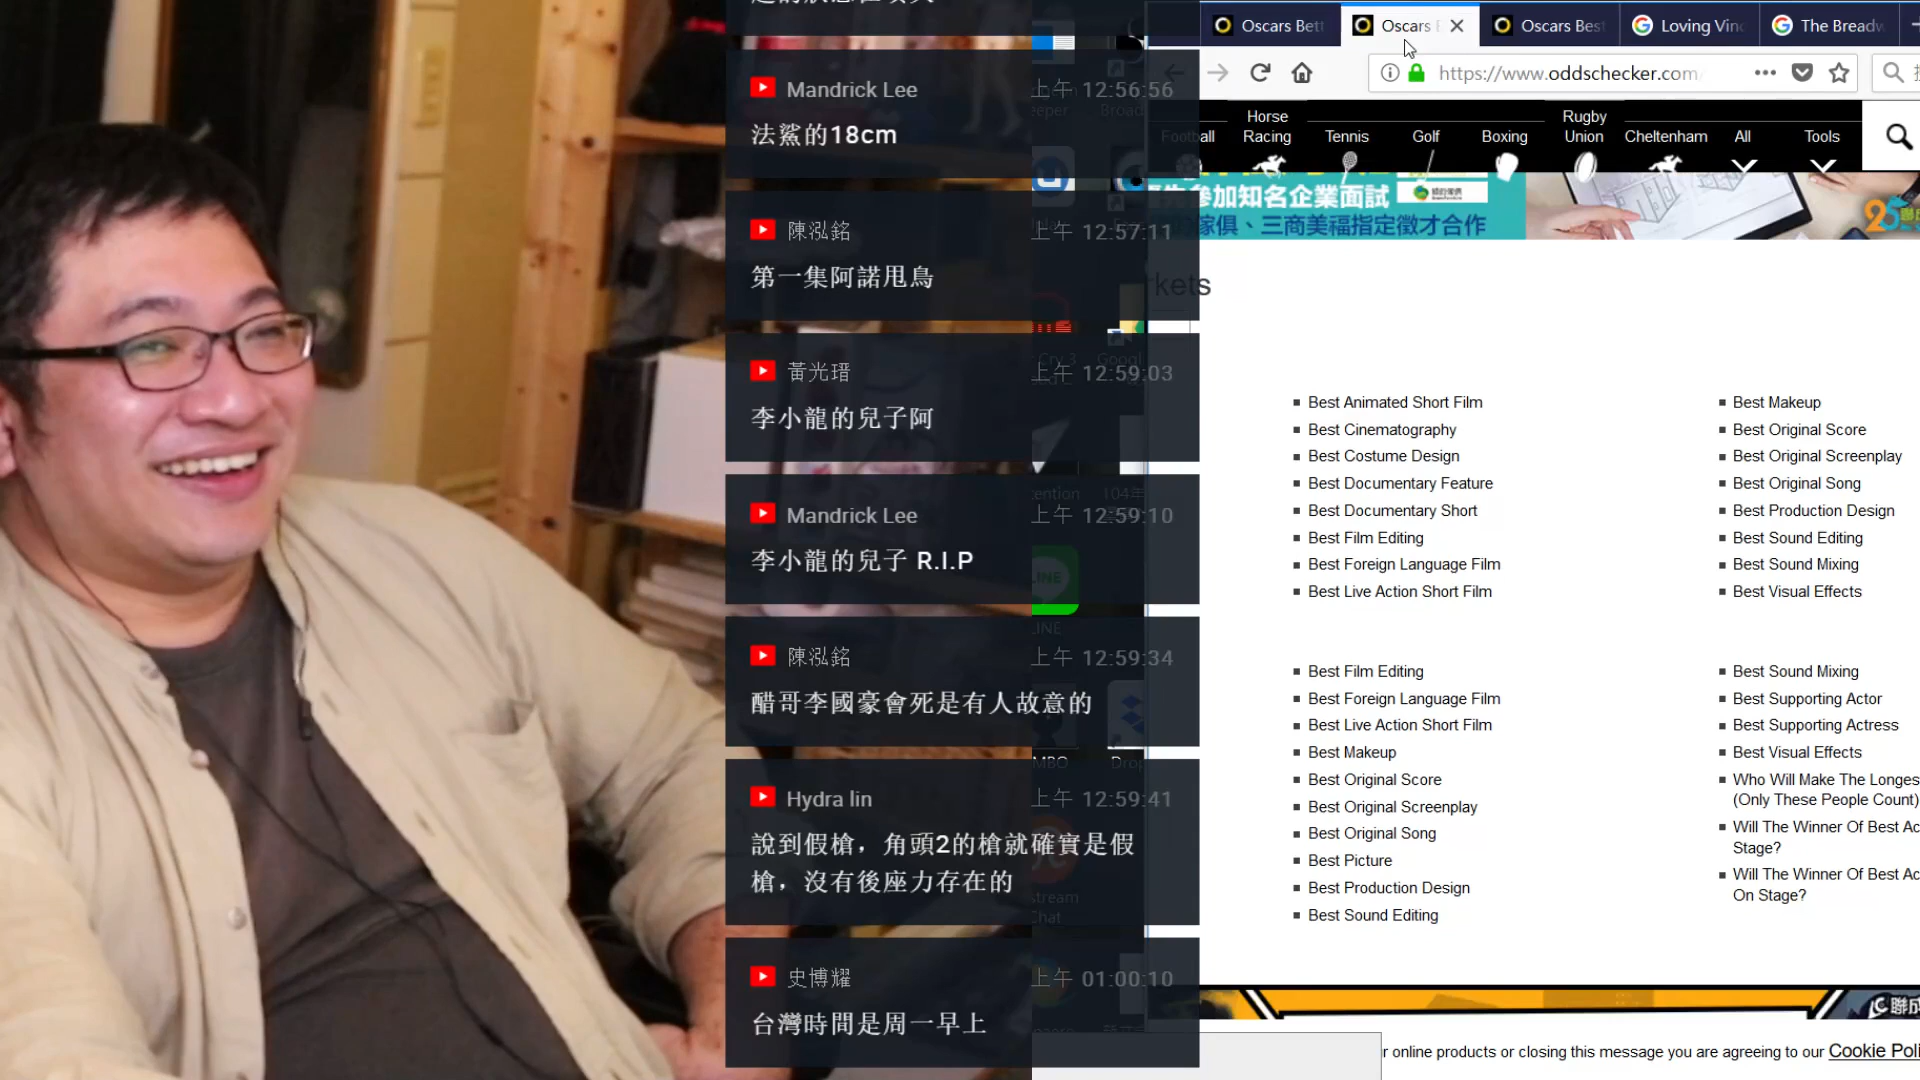 Mandrick Lee 上午 12:56:56
法鯊的18cm
陳泓銘 上午 12:57:11
第一集阿諾甩鳥
黃光瑨 上午 12:59:03
李小龍的兒子阿
Mandrick Lee 上午 12:59:10
李小龍的兒子 R.I.P
陳泓銘 上午 12:59:34
醋哥李國豪會死是有人故意的
Hydra lin 上午 12:59:41
說到假槍，角頭2的槍就確實是假
槍，沒有後座力存在的
史博耀 上午 01:00:10
台灣時間是周一早上
LINE
Oscars Bett
Oscars
Oscars Bes
Loving Vin
The Breadw
https://www.oddschecker.com
Football
Horse
Racing
Tennis
Golf
Boxing
Rugby
Union
Cheltenham
All
Tools
參加知名企業面試
傢俱、三商美福指定徵才合作
25
kets
Best Animated Short Film
Best Cinematography
Best Costume Design
Best Documentary Feature
Best Documentary Short
Best Film Editing
Best Foreign Language Film
Best Live Action Short Film
Best Makeup
Best Original Score
Best Original Screenplay
Best Original Song
Best Production Design
Best Sound Editing
Best Sound Mixing
Best Visual Effects
Best Film Editing
Best Foreign Language Film
Best Live Action Short Film
Best Makeup
Best Original Score
Best Original Screenplay
Best Original Song
Best Picture
Best Production Design
Best Sound Editing
Best Sound Mixing
Best Supporting Actor
Best Supporting Actress
Best Visual Effects
Who Will Make The Longes
(Only These People Count)
Will The Winner Of Best Ac
Stage?
Will The Winner Of Best Ac
On Stage?
聯成
r online products or closing this message you are agreeing to our Cookie Poli